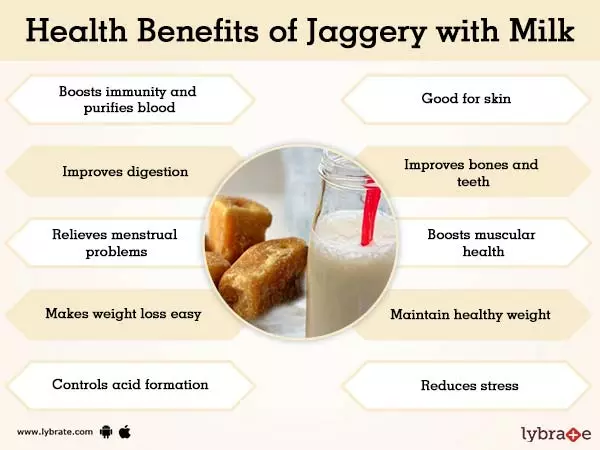 Health Benefits of Jaggery with Milk
Boosts immunity and
purifies blood
Good for skin
Improves digestion
Improves bones and
teeth
Relieves menstrual
problems
Boosts muscular
health
Makes weight loss easy
Maintain healthy weight
Controls acid formation
Reduces stress
www.lybrate.com
lybrate